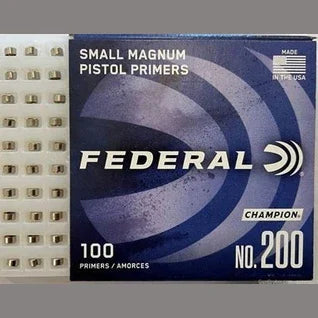 SMALL MAGNUM
PISTOL PRIMERS
MADE
IN THE USA
FEDERAL
CHAMPION
100
PRIMERS / AMORCES
NO. 200